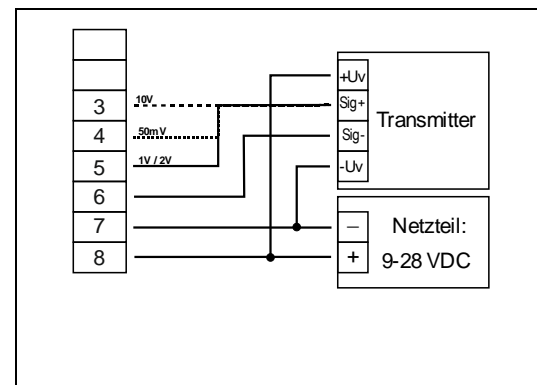 3
4
5
6
7
8
10V
50mV
1V / 2V
+Uv
Sig+
Sig-
-Uv
Transmitter
–
+
Netzteil:
9-28 VDC